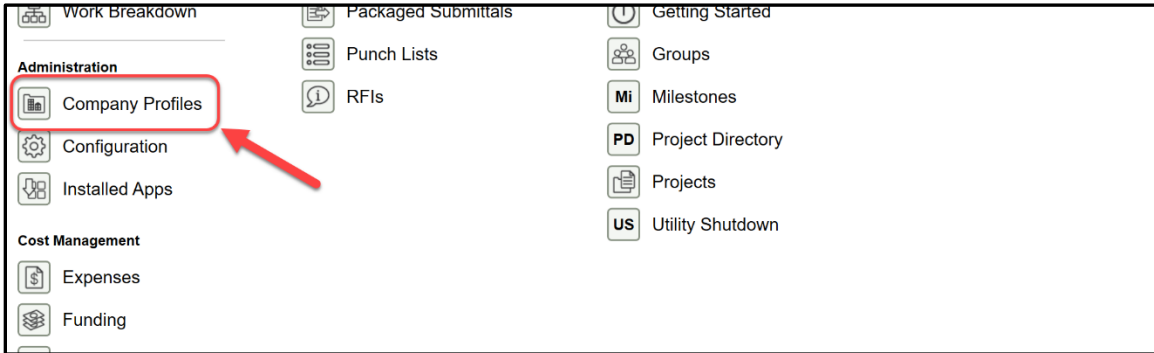 Work Breakdown
Administration
Company Profiles
Configuration
Installed Apps
Cost Management
$ Expenses
Funding
Packaged Submittals
Punch Lists
i RFIs
Getting Started
Groups
Mi Milestones
PD Project Directory
Projects
US Utility Shutdown